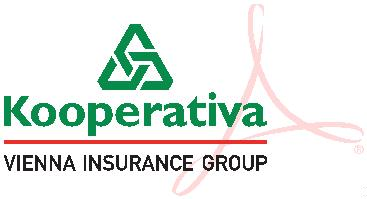 Kooperativa
VIENNA INSURANCE GROUP
®